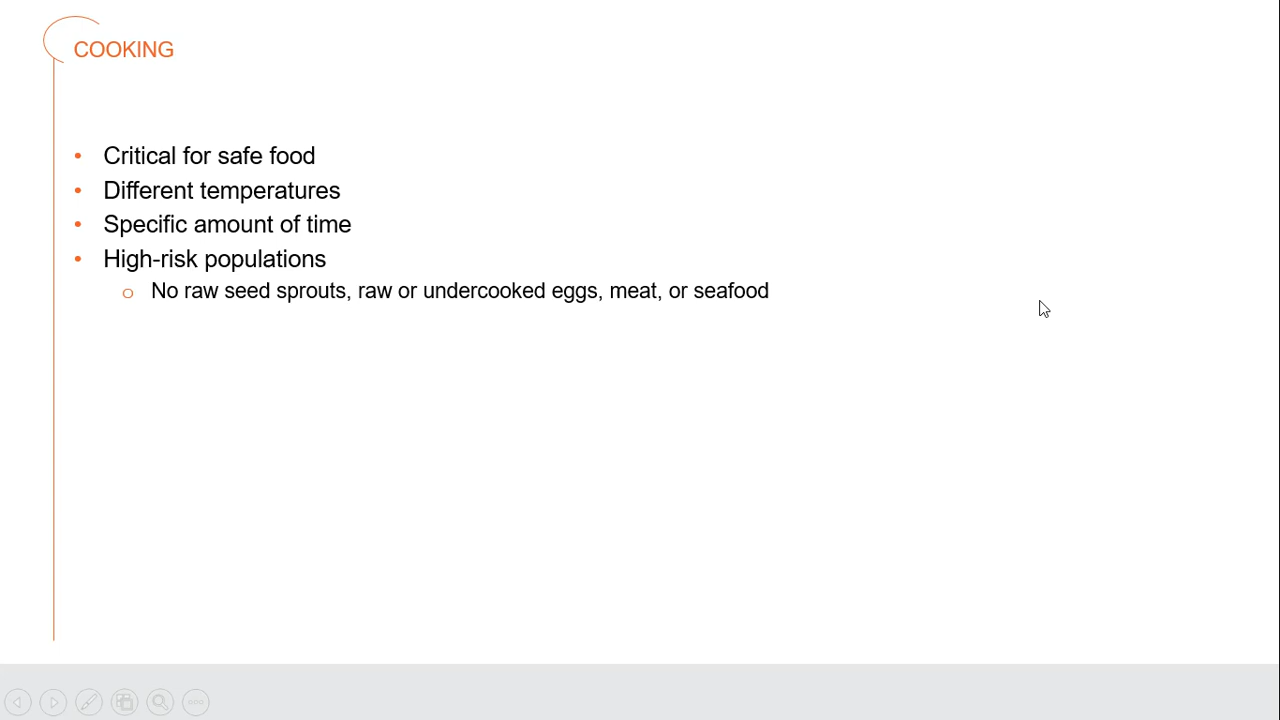 COOKING
• Critical for safe food
• Different temperatures
• Specific amount of time
• High-risk populations
o No raw seed sprouts, raw or undercooked eggs, meat, or seafood